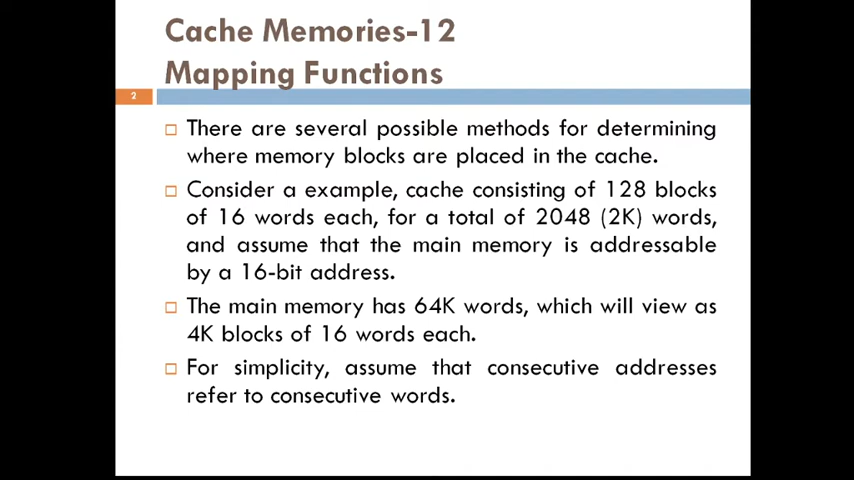 Cache Memories-12
Mapping Functions
2
There are several possible methods for determining
where memory blocks are placed in the cache.
Consider a example, cache consisting of 128 blocks
of 16 words each, for a total of 2048 (2K) words,
and assume that the main memory is addressable
by a 16-bit address.
The main memory has 64K words, which will view as
4K blocks of 16 words each.
For simplicity, assume that consecutive addresses
refer to consecutive words.